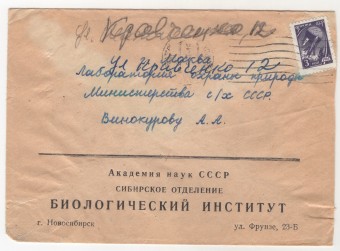 ул. Кравченко, 12
Москва
ул. Кравченко 12
Лаборатория охраны природы
Министерства с/х СССР.
Винокурову А. А.
Академия наук СССР
СИБИРСКОЕ ОТДЕЛЕНИЕ
БИОЛОГИЧЕСКИЙ ИНСТИТУТ
г. Новосибирск ул. Фрунзе, 23-Б